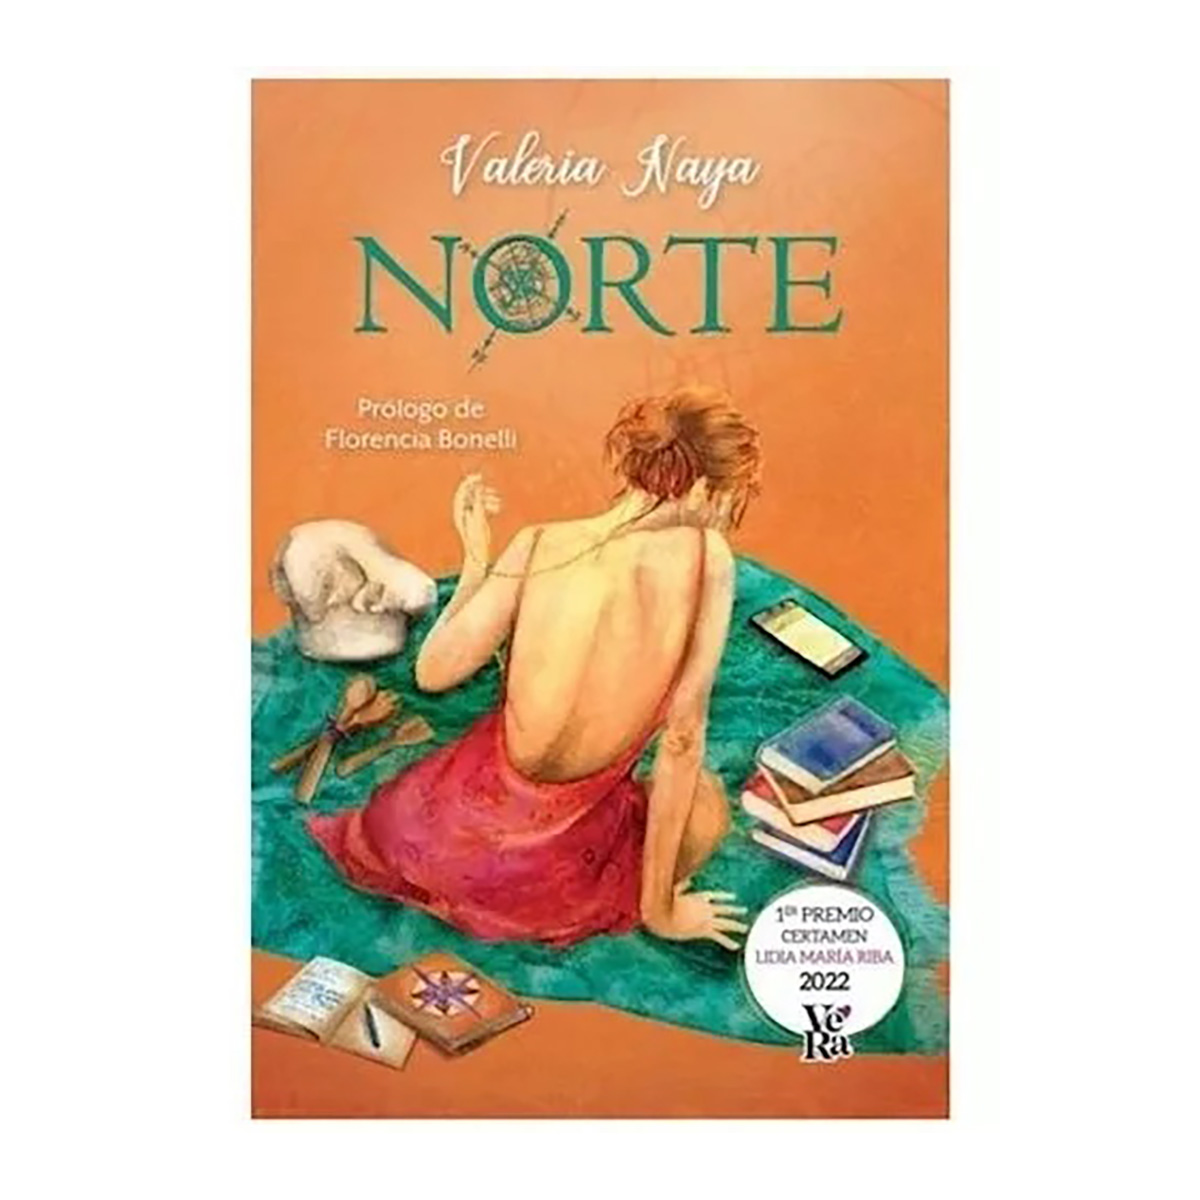 Valeria Naya
NORTE
Prólogo de
Florencia Bonelli
1ER PREMIO
CERTAMEN
LIDIA MARÍA RIBA
2022
VeRa